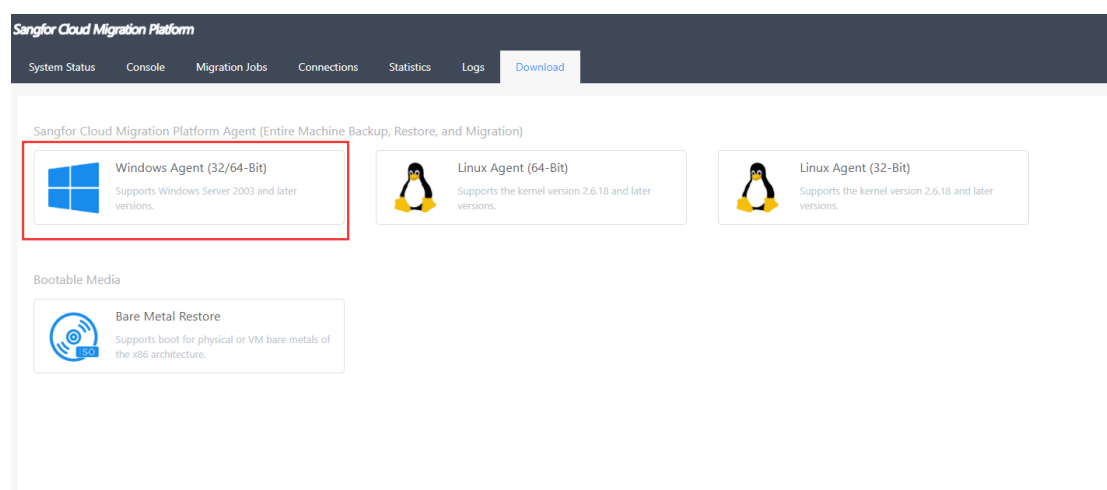 Sangfor Cloud Migration Platform
System Status Console Migration Jobs Connections Statistics Logs Download
Sangfor Cloud Migration Platform Agent (Entire Machine Backup, Restore, and Migration)
Windows Agent (32/64-Bit)
Supports Windows Server 2003 and later
versions.
Linux Agent (64-Bit)
Supports the kernel version 2.6.18 and later
versions.
Linux Agent (32-Bit)
Supports the kernel version 2.6.18 and later
versions.
Bootable Media
ISO
Bare Metal Restore
Supports boot for physical or VM bare metals of
the x86 architecture.